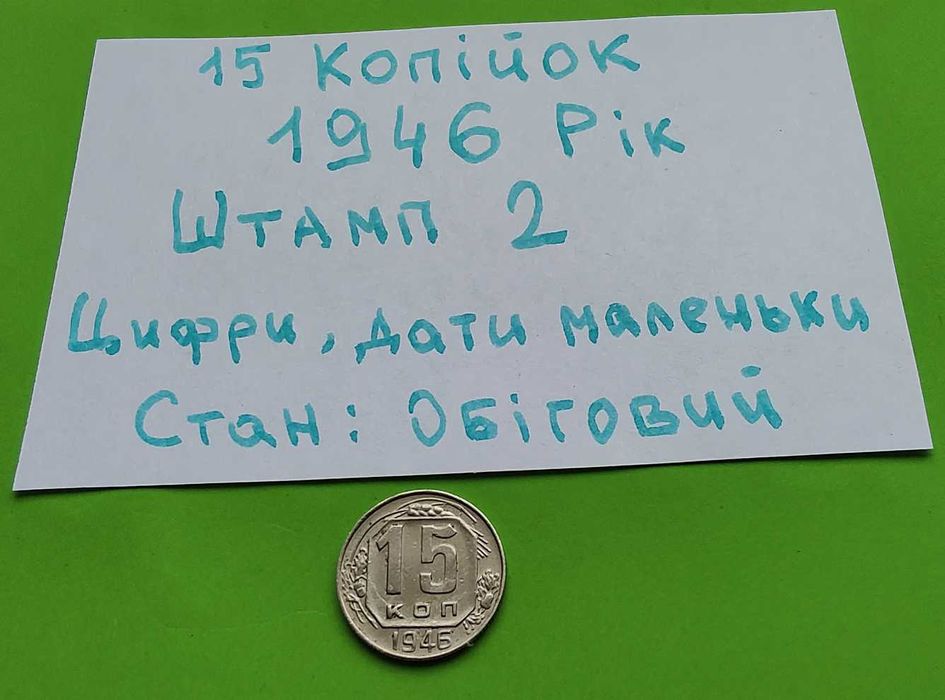 15 Копійок
1946 Рік
Штамп 2
Цифри, дати маленьки
Стан: Обіговий
15
КОП
1946